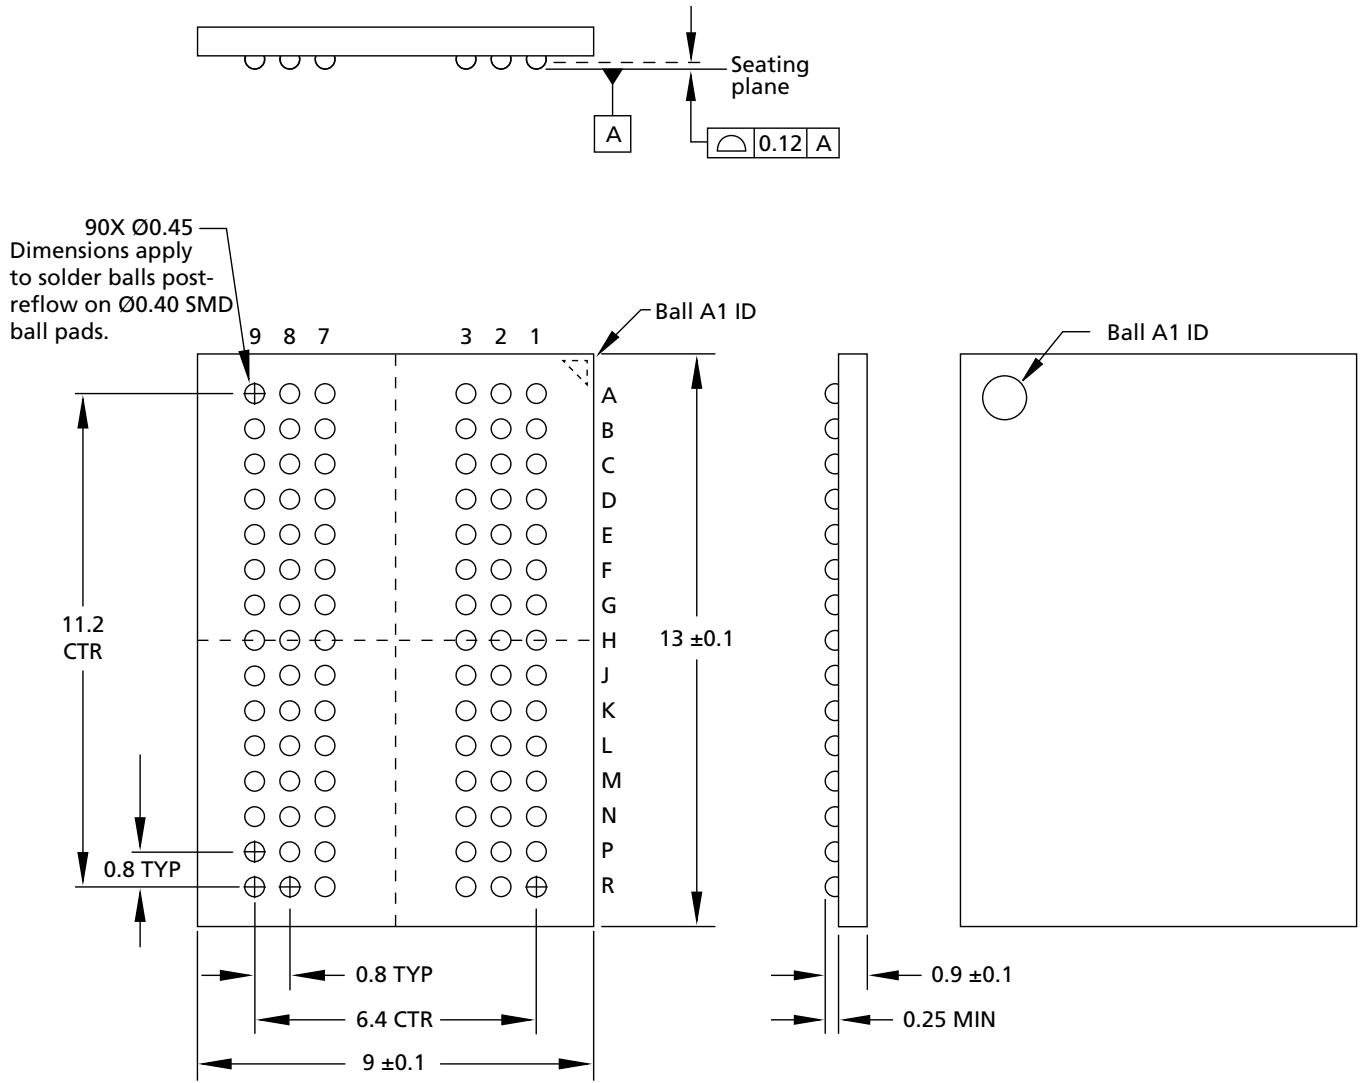 Seating
plane
A
0.12 A
90X Ø0.45
Dimensions apply
to solder balls post-
reflow on Ø0.40 SMD
ball pads.
Ball A1 ID
Ball A1 ID
9 8 7 3 2 1
A
B
C
D
E
F
G
H
J
K
L
M
N
P
R
11.2
CTR
13 ±0.1
0.8 TYP
0.8 TYP
0.9 ±0.1
6.4 CTR
0.25 MIN
9 ±0.1